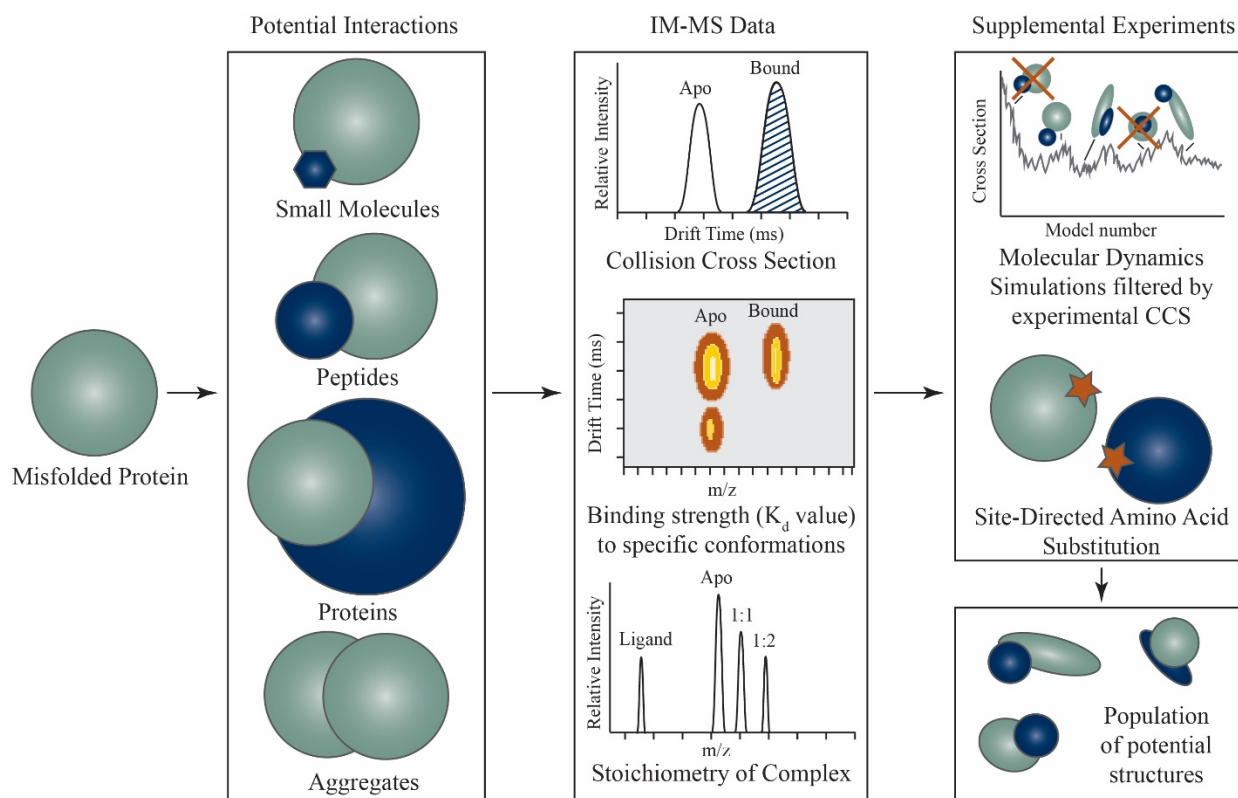 Potential Interactions
IM-MS Data
Supplemental Experiments
Misfolded Protein
Small Molecules
Peptides
Proteins
Aggregates
Relative Intensity
Apo
Bound
Drift Time (ms)
Collision Cross Section
Drift Time (ms)
Apo
Bound
m/z
Binding strength (Kd value)
to specific conformations
Relative Intensity
Ligand
Apo
1:1
1:2
m/z
Stoichiometry of Complex
Cross Section
Model number
Molecular Dynamics
Simulations filtered by
experimental CCS
Site-Directed Amino Acid
Substitution
Population
of potential
structures